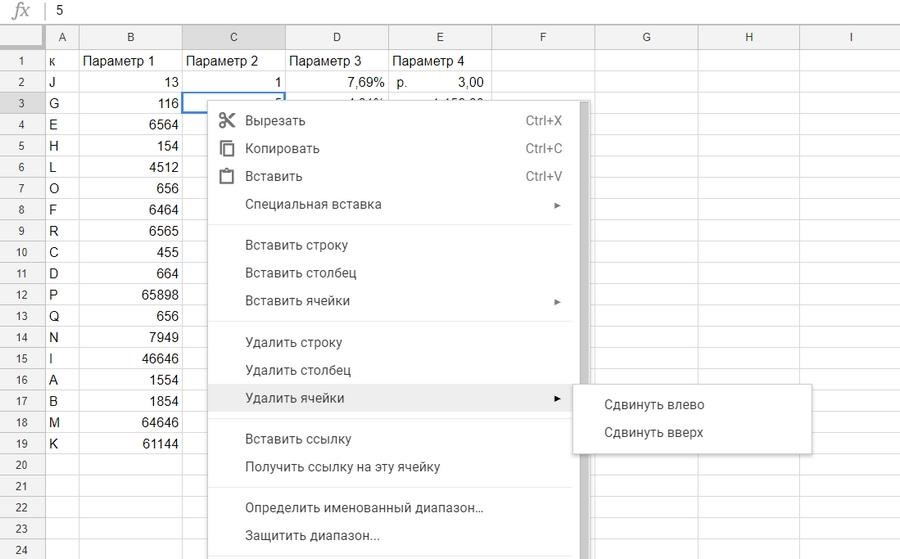 fx 5
A B C D E F G H I
1 к Параметр 1 Параметр 2 Параметр 3 Параметр 4
2 J 13 1 7,69% р. 3,00
3 G 116
4 E 6564
5 H 154
6 L 4512
7 O 656
8 F 6464
9 R 6565
10 C 455
11 D 664
12 P 65898
13 Q 656
14 N 7949
15 I 46646
16 A 1554
17 B 1854
18 M 64646
19 K 61144
20
21
22
23
24
Вырезать Ctrl+X
Копировать Ctrl+C
Вставить Ctrl+V
Специальная вставка
Вставить строку
Вставить столбец
Вставить ячейки
Удалить строку
Удалить столбец
Удалить ячейки
Сдвинуть влево
Сдвинуть вверх
Вставить ссылку
Получить ссылку на эту ячейку
Определить именованный диапазон...
Защитить диапазон...